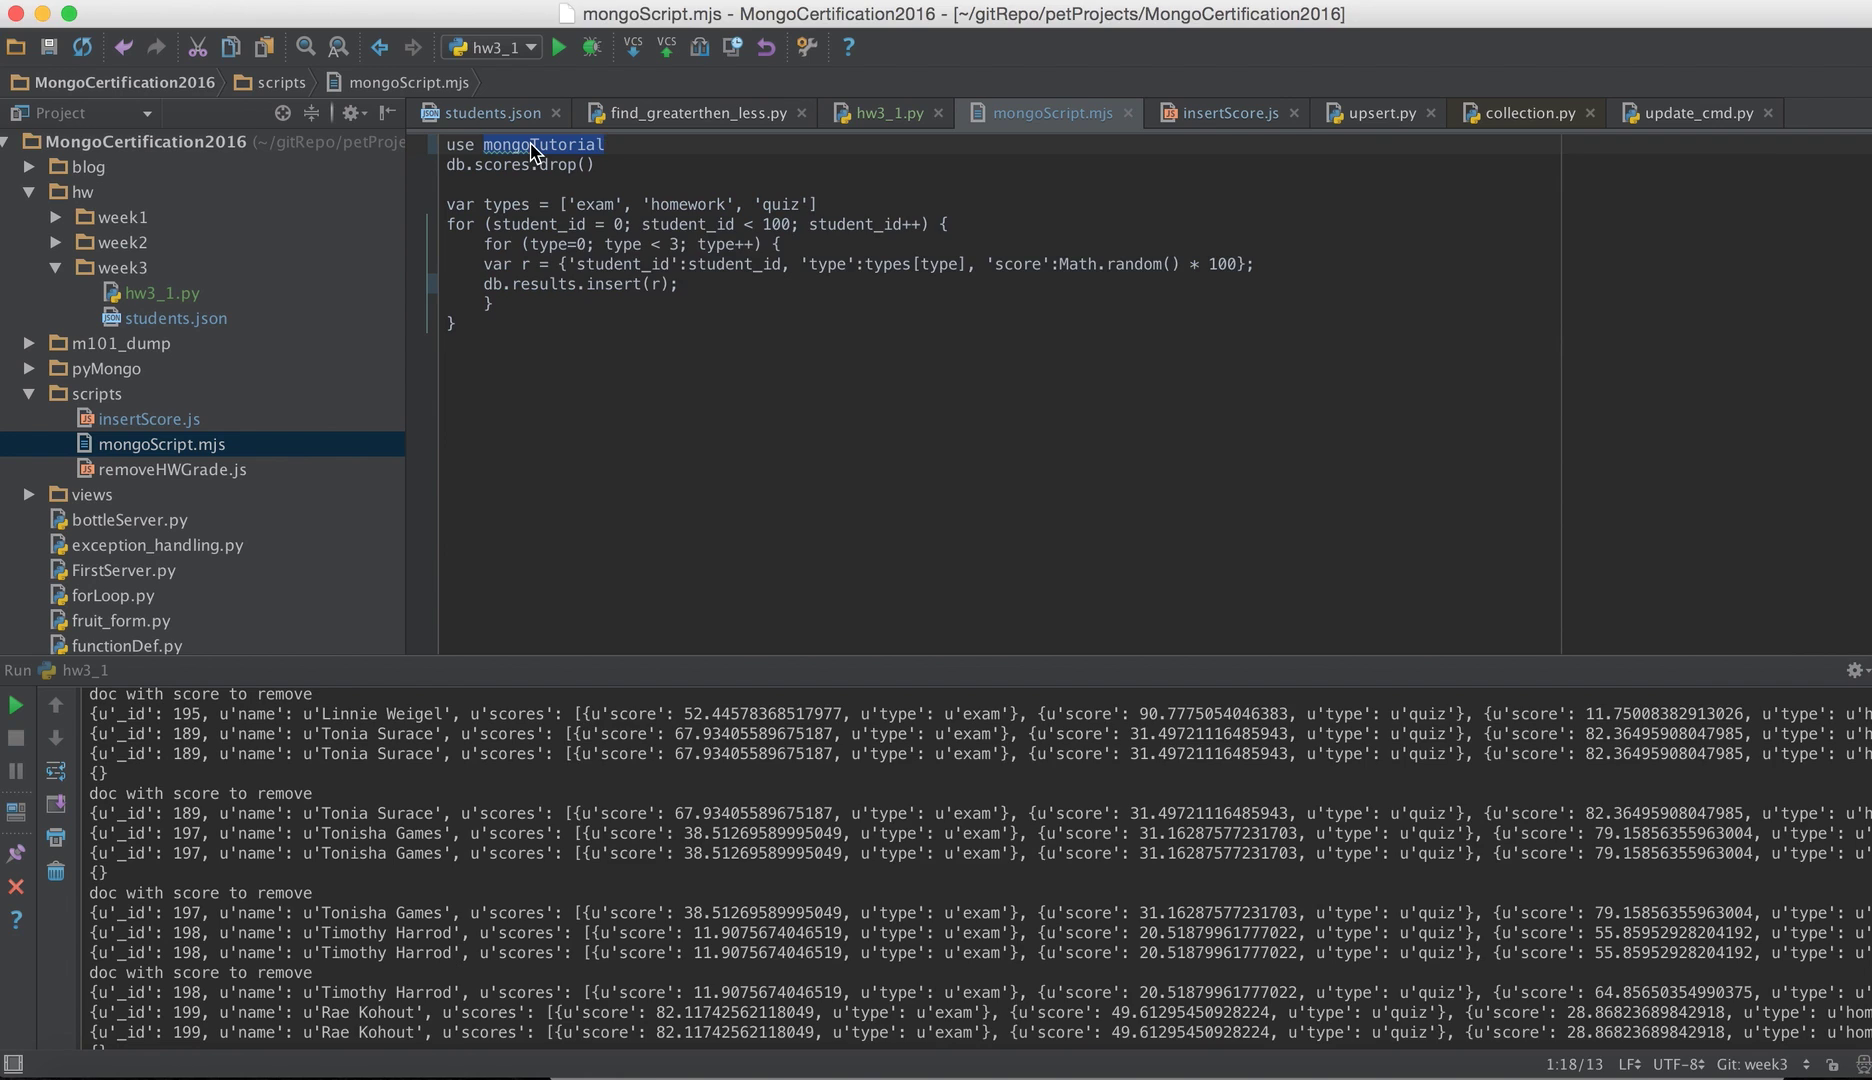 mongoScript.mjs - MongoCertification2016 - [~/gitRepo/petProjects/MongoCertification2016]
hw3_1 VCS VCS ?
MongoCertification2016 scripts mongoScript.mjs
Project
students.json find_greaterthen_less.py hw3_1.py mongoScript.mjs insertScore.js upsert.py collection.py update_cmd.py
MongoCertification2016 (~/gitRepo/petProje
blog
hw
week1
week2
week3
hw3_1.py
students.json
m101_dump
pyMongo
scripts
insertScore.js
mongoScript.mjs
removeHWGrade.js
views
bottleServer.py
exception_handling.py
FirstServer.py
forLoop.py
fruit_form.py
functionDef.py
use mongoTutorial
db.scores.drop()
var types = ['exam', 'homework', 'quiz']
for (student_id = 0; student_id < 100; student_id++) {
for (type=0; type < 3; type++) {
var r = {'student_id':student_id, 'type':types[type], 'score':Math.random() * 100};
db.results.insert(r);
}
}
Run hw3_1
doc with score to remove
{u'_id': 195, u'name': u'Linnie Weigel', u'scores': [{u'score': 52.44578368517977, u'type': u'exam'}, {u'score': 90.7775054046383, u'type': u'quiz'}, {u'score': 11.75008382913026, u'type': u'h
{u'_id': 189, u'name': u'Tonia Surace', u'scores': [{u'score': 67.93405589675187, u'type': u'exam'}, {u'score': 31.49721116485943, u'type': u'quiz'}, {u'score': 82.36495908047985, u'type': u'
{u'_id': 189, u'name': u'Tonia Surace', u'scores': [{u'score': 67.93405589675187, u'type': u'exam'}, {u'score': 31.49721116485943, u'type': u'quiz'}, {u'score': 82.36495908047985, u'type': u'
{}
doc with score to remove
{u'_id': 189, u'name': u'Tonia Surace', u'scores': [{u'score': 67.93405589675187, u'type': u'exam'}, {u'score': 31.49721116485943, u'type': u'quiz'}, {u'score': 82.36495908047985, u'type': u'
{u'_id': 197, u'name': u'Tonisha Games', u'scores': [{u'score': 38.51269589995049, u'type': u'exam'}, {u'score': 31.16287577231703, u'type': u'quiz'}, {u'score': 79.15856355963004, u'type': u
{u'_id': 197, u'name': u'Tonisha Games', u'scores': [{u'score': 38.51269589995049, u'type': u'exam'}, {u'score': 31.16287577231703, u'type': u'quiz'}, {u'score': 79.15856355963004, u'type': u
{}
doc with score to remove
{u'_id': 197, u'name': u'Tonisha Games', u'scores': [{u'score': 38.51269589995049, u'type': u'exam'}, {u'score': 31.16287577231703, u'type': u'quiz'}, {u'score': 79.15856355963004, u'type': u
{u'_id': 198, u'name': u'Timothy Harrod', u'scores': [{u'score': 11.9075674046519, u'type': u'exam'}, {u'score': 20.51879961777022, u'type': u'quiz'}, {u'score': 55.85952928204192, u'type': u
{u'_id': 198, u'name': u'Timothy Harrod', u'scores': [{u'score': 11.9075674046519, u'type': u'exam'}, {u'score': 20.51879961777022, u'type': u'quiz'}, {u'score': 55.85952928204192, u'type': u
doc with score to remove
{u'_id': 198, u'name': u'Timothy Harrod', u'scores': [{u'score': 11.9075674046519, u'type': u'exam'}, {u'score': 20.51879961777022, u'type': u'quiz'}, {u'score': 64.85650354990375, u'type': u
{u'_id': 199, u'name': u'Rae Kohout', u'scores': [{u'score': 82.11742562118049, u'type': u'exam'}, {u'score': 49.61295450928224, u'type': u'quiz'}, {u'score': 28.86823689842918, u'type': u'hom
{u'_id': 199, u'name': u'Rae Kohout', u'scores': [{u'score': 82.11742562118049, u'type': u'exam'}, {u'score': 49.61295450928224, u'type': u'quiz'}, {u'score': 28.86823689842918, u'type': u'hom
1:18/13 LF UTF-8 Git: week3